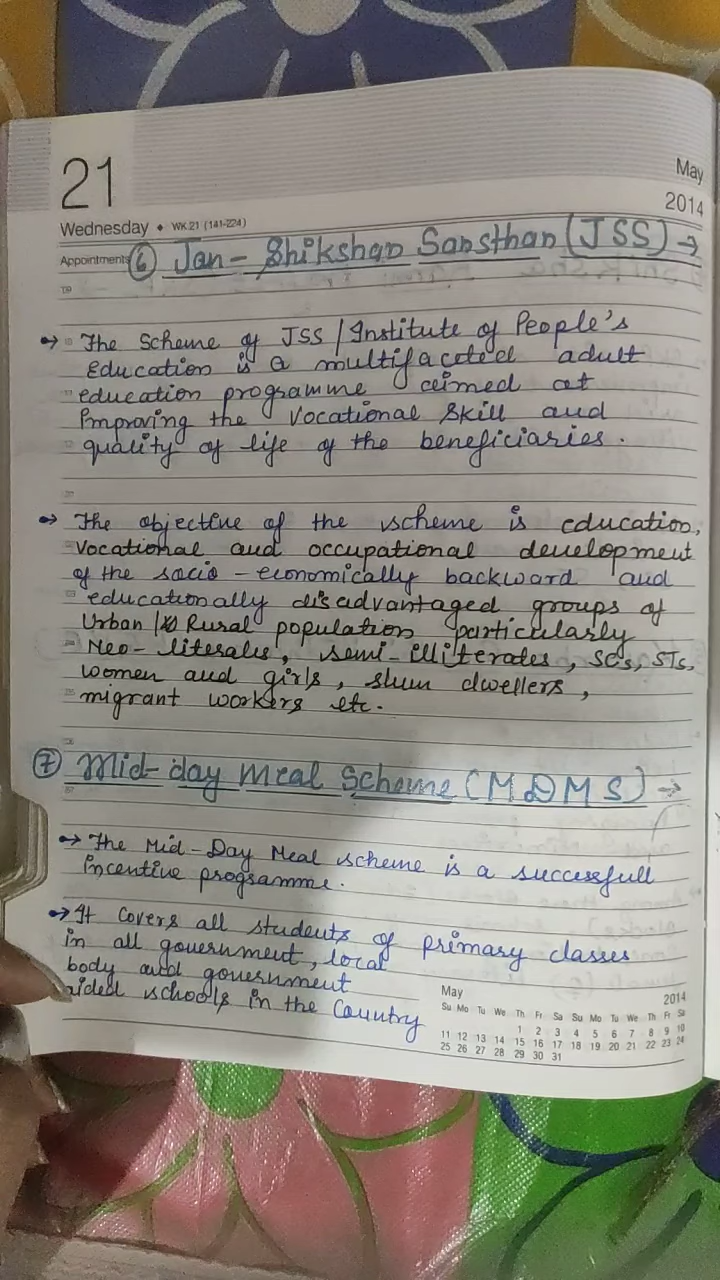 21
May
2014
Wednesday • WK 21 (141-224)
Appointments
⑥ Jan - Shikshan Sansthan (JSS) →
09
→ The Scheme of JSS / Institute of People's
Education is a multifaceted adult
education programme aimed at
Improving the Vocational Skill and
quality of life of the beneficiaries.
→ The objective of the scheme is education,
Vocational and occupational development
of the socio - economically backward and
educationally disadvantaged groups of
Urban / Rural population particularly
Neo - literates, semi - illiterates, SCs, STs,
women and girls, slum dwellers,
migrant workers etc.
⑦ Mid-day Meal Scheme (MDMS) →
→ The Mid-Day Meal scheme is a successfull
incentive programme.
→ It Covers all students of primary classes
in all government, local
body and government
aided schools in the Country
May 2014
Su Mo Tu We Th Fr Sa Su Mo Tu We Th Fr Sa
1 2 3 4 5 6 7 8 9 10
11 12 13 14 15 16 17 18 19 20 21 22 23 24
25 26 27 28 29 30 31